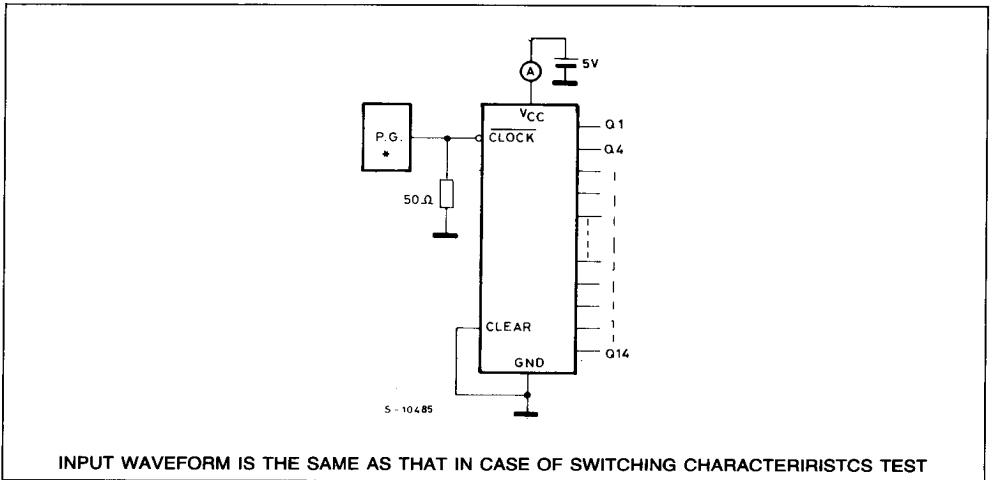 5V
A
VCC
Q1
P.G.
*
CLOCK
Q4
50Ω
CLEAR
Q14
GND
S-10485
INPUT WAVEFORM IS THE SAME AS THAT IN CASE OF SWITCHING CHARACTERIRISTCS TEST